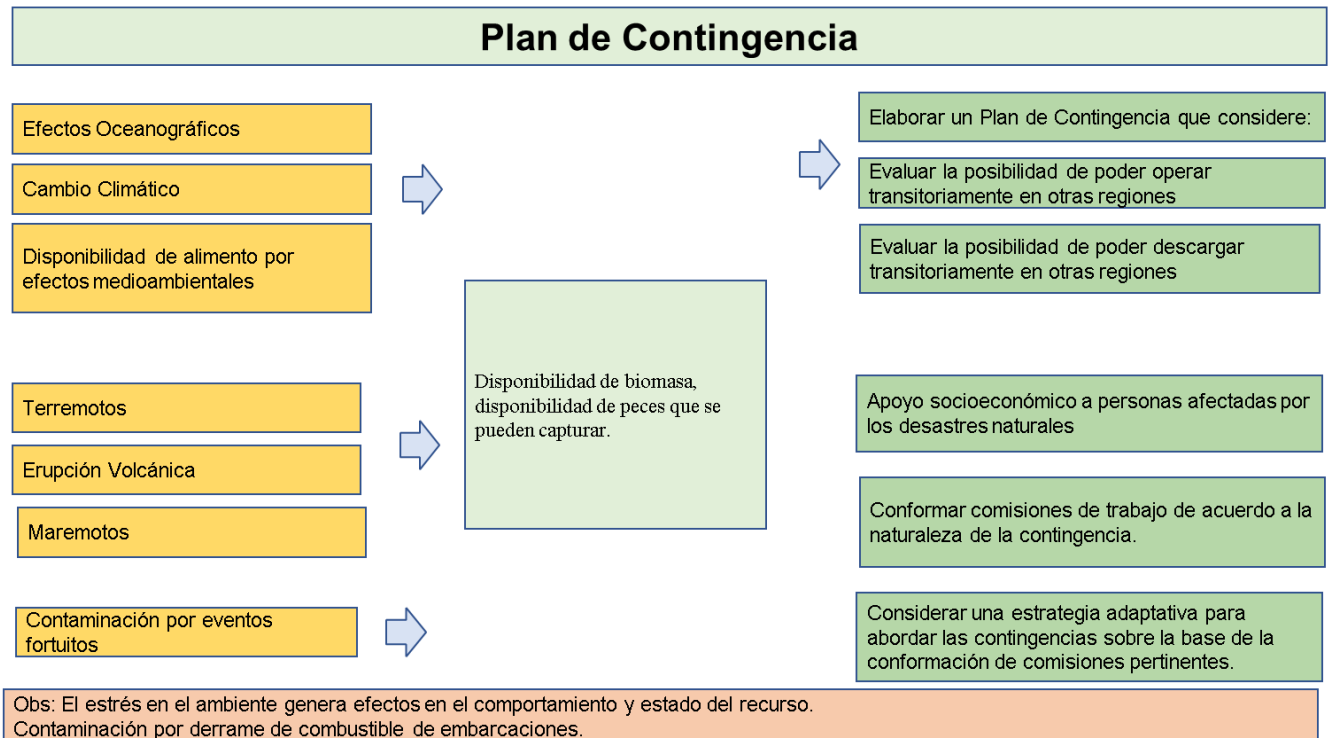 Plan de Contingencia
Efectos Oceanográficos
Cambio Climático
Disponibilidad de alimento por
efectos medioambientales
Terremotos
Erupción Volcánica
Maremotos
Contaminación por eventos
fortuitos
Disponibilidad de biomasa,
disponibilidad de peces que se
pueden capturar.
Elaborar un Plan de Contingencia que considere:
Evaluar la posibilidad de poder operar
transitoriamente en otras regiones
Evaluar la posibilidad de poder descargar
transitoriamente en otras regiones
Apoyo socioeconómico a personas afectadas por
los desastres naturales
Conformar comisiones de trabajo de acuerdo a la
naturaleza de la contingencia.
Considerar una estrategia adaptativa para
abordar las contingencias sobre la base de la
conformación de comisiones pertinentes.
Obs: El estrés en el ambiente genera efectos en el comportamiento y estado del recurso.
Contaminación por derrame de combustible de embarcaciones.